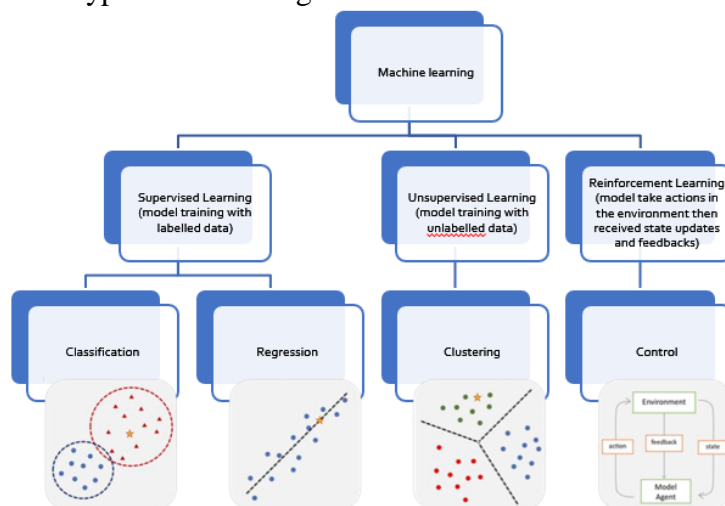 Machine learning
Supervised Learning
(model training with
labelled data)
Unsupervised Learning
(model training with
unlabelled data)
Reinforcement Learning
(model take actions in
the environment then
received state updates
and feedbacks)
Classification
Regression
Clustering
Control
Environment
action
feedback
state
Model
Agent